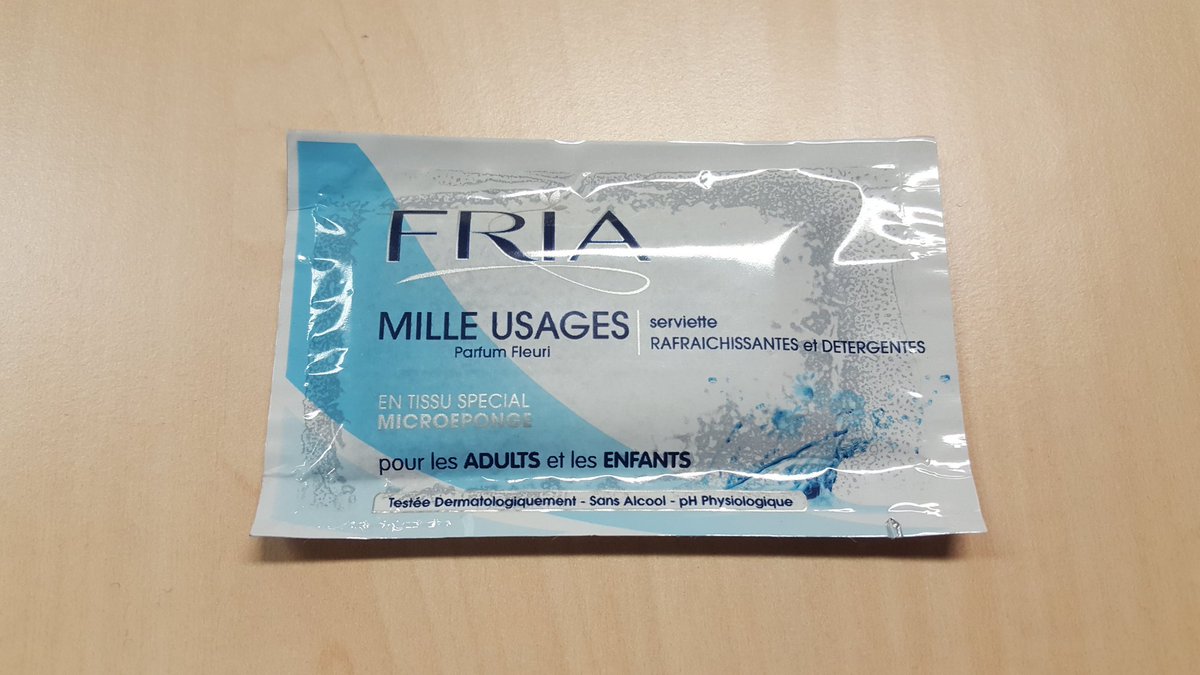 FRIA
MILLE USAGES
Parfum Fleuri
serviette
RAFRAICHISSANTES et DETERGENTES
EN TISSU SPECIAL
MICROEPONGE
pour les ADULTS et les ENFANTS
Testée Dermatologiquement - Sans Alcool - pH Physiologique